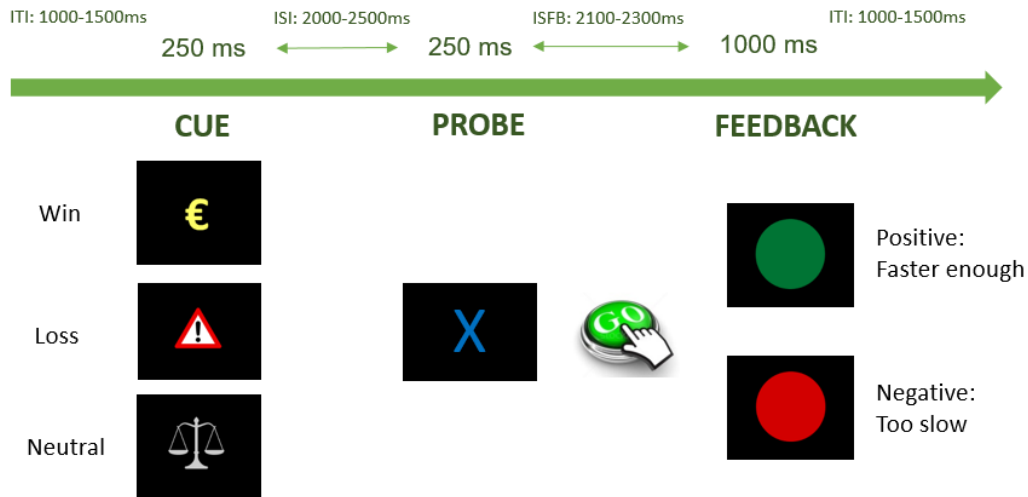 ITI: 1000-1500ms
ISI: 2000-2500ms
ISFB: 2100-2300ms
ITI: 1000-1500ms
250 ms
250 ms
1000 ms
CUE
PROBE
FEEDBACK
Win
€
Loss
!
Neutral
X
GO
Positive:
Faster enough
Negative:
Too slow